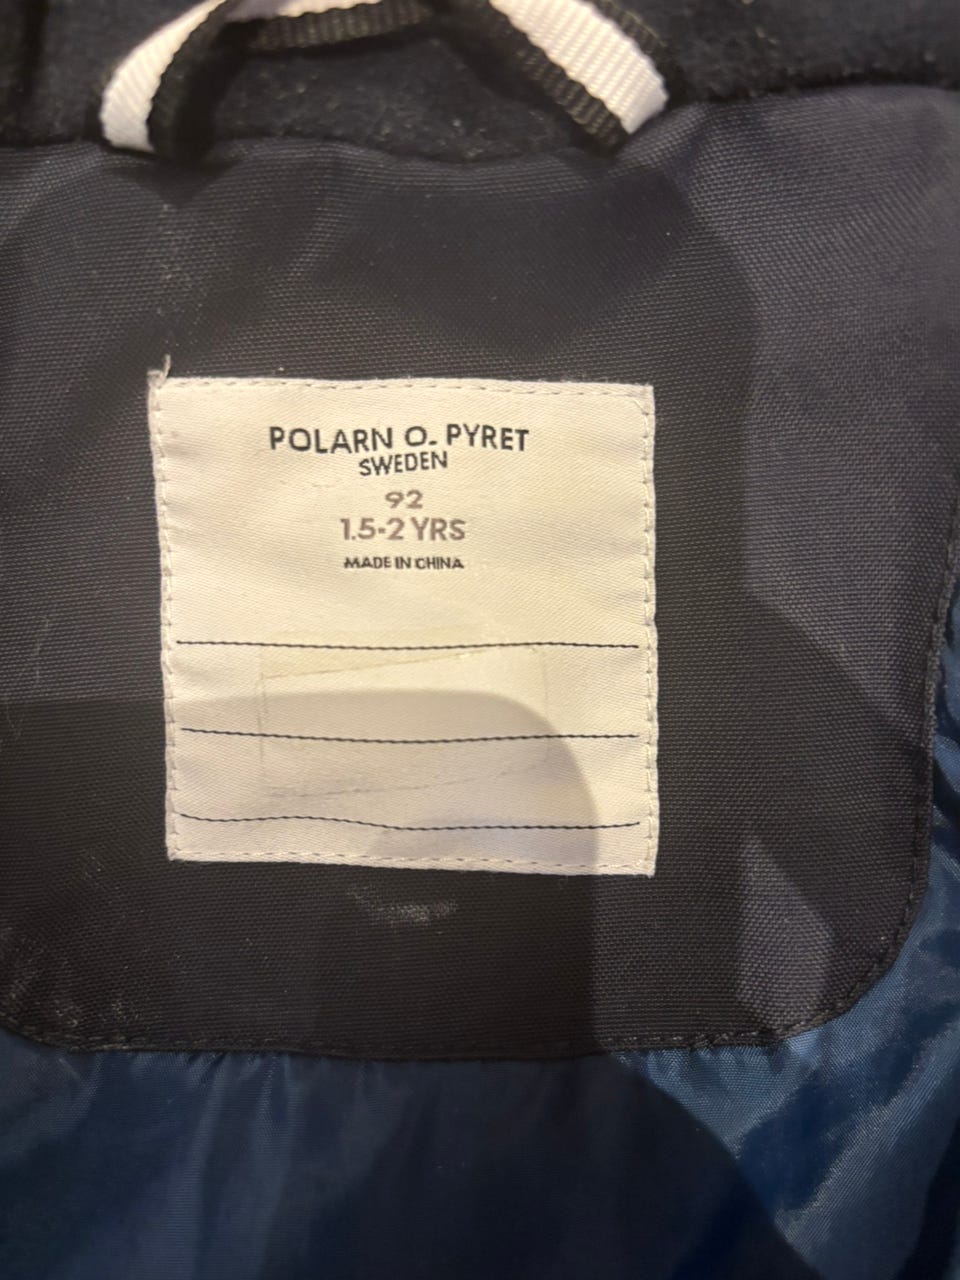 POLARN O. PYRET
SWEDEN
92
1.5-2 YRS
MADE IN CHINA